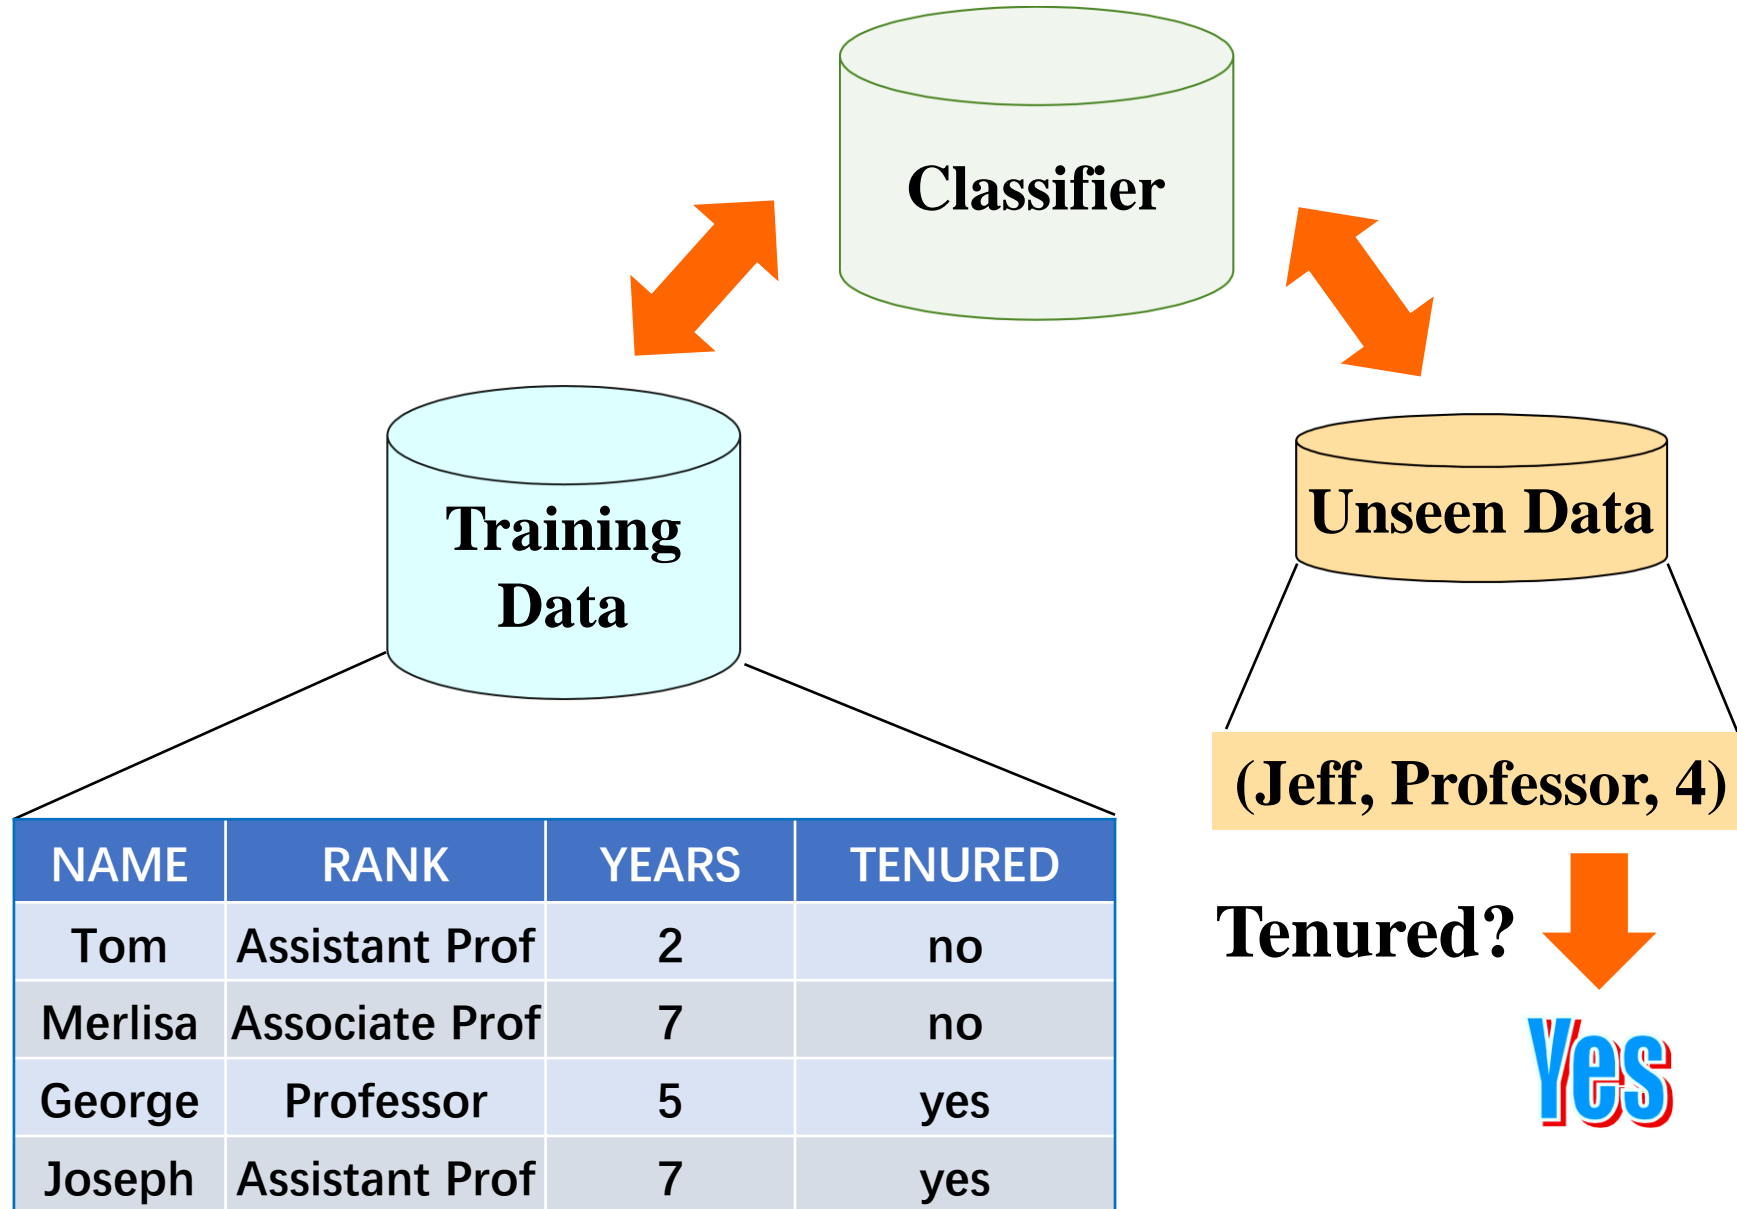 Classifier
Training
Data
Unseen Data
(Jeff, Professor, 4)
Tenured?
Yes
NAME RANK YEARS TENURED
Tom Assistant Prof 2 no
Merlisa Associate Prof 7 no
George Professor 5 yes
Joseph Assistant Prof 7 yes